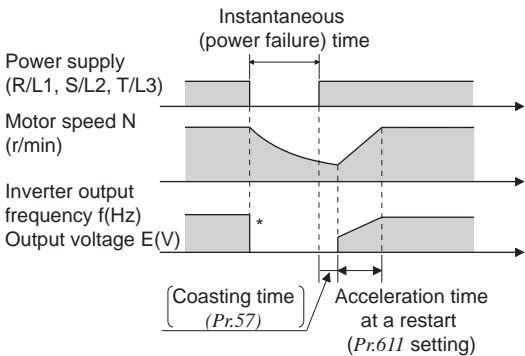 Instantaneous
(power failure) time
Power supply
(R/L1, S/L2, T/L3)
Motor speed N
(r/min)
Inverter output
frequency f(Hz)
*
Output voltage E(V)
Coasting time
(Pr.57)
Acceleration time
at a restart
(Pr.611 setting)